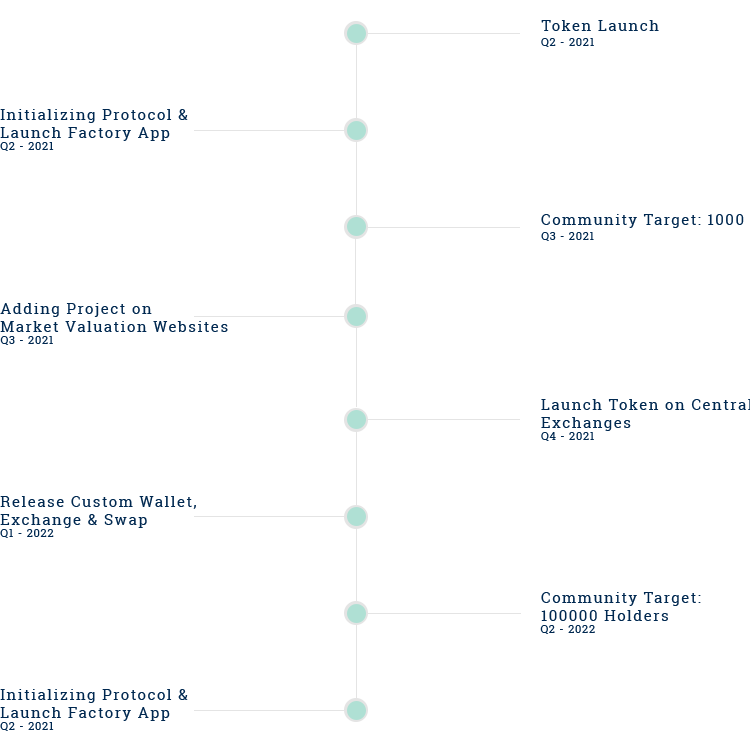 Token Launch
Q2 - 2021
Initializing Protocol &
Launch Factory App
Q2 - 2021
Community Target: 1000
Q3 - 2021
Adding Project on
Market Valuation Websites
Q3 - 2021
Launch Token on Central
Exchanges
Q4 - 2021
Release Custom Wallet,
Exchange & Swap
Q1 - 2022
Community Target:
100000 Holders
Q2 - 2022
Initializing Protocol &
Launch Factory App
Q2 - 2021